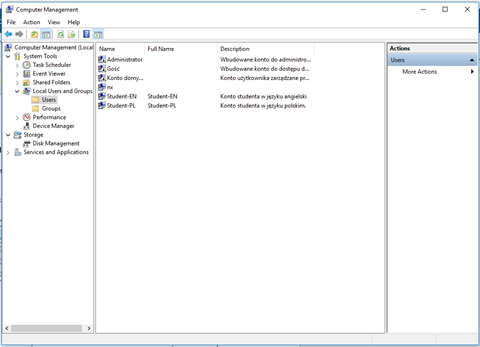 Computer Management
File Action View Help
Computer Management (Local
System Tools
Task Scheduler
Event Viewer
Shared Folders
Local Users and Groups
Users
Groups
Performance
Device Manager
Storage
Disk Management
Services and Applications
Name Full Name Description
Administrator Wbudowane konto do administro...
Gość Wbudowane konto do dostępu d...
Konto domy... Konto użytkownika zarządzane pr...
nx
Student-EN Student-EN Konto studenta w języku angielski
Student-PL Student-PL Konto studenta w języku polskim.
Actions
Users
More Actions